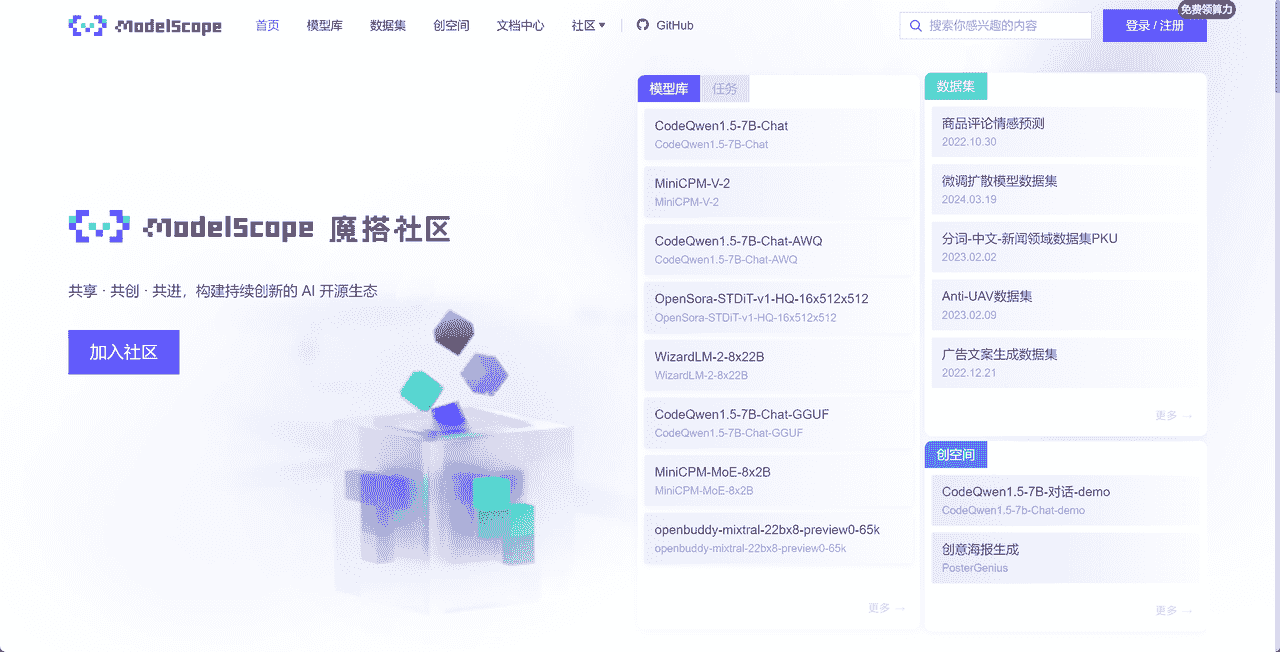 ModelScope 首页 模型库 数据集 创空间 文档中心 社区 GitHub 搜索你感兴趣的内容 登录 / 注册 免费领算力
ModelScope 魔搭社区
共享 · 共创 · 共进，构建持续创新的 AI 开源生态
加入社区
模型库 任务
CodeQwen1.5-7B-Chat
CodeQwen1.5-7B-Chat
MiniCPM-V-2
MiniCPM-V-2
CodeQwen1.5-7B-Chat-AWQ
CodeQwen1.5-7B-Chat-AWQ
OpenSora-STDiT-v1-HQ-16x512x512
OpenSora-STDiT-v1-HQ-16x512x512
WizardLM-2-8x22B
WizardLM-2-8x22B
CodeQwen1.5-7B-Chat-GGUF
CodeQwen1.5-7B-Chat-GGUF
MiniCPM-MoE-8x2B
MiniCPM-MoE-8x2B
openbuddy-mixtral-22bx8-preview0-65k
openbuddy-mixtral-22bx8-preview0-65k
更多 →
数据集
商品评论情感预测
2022.10.30
微调扩散模型数据集
2024.03.19
分词-中文-新闻领域数据集PKU
2023.02.02
Anti-UAV数据集
2023.02.09
广告文案生成数据集
2022.12.21
更多 →
创空间
CodeQwen1.5-7B-对话-demo
CodeQwen1.5-7b-Chat-demo
创意海报生成
PosterGenius
更多 →